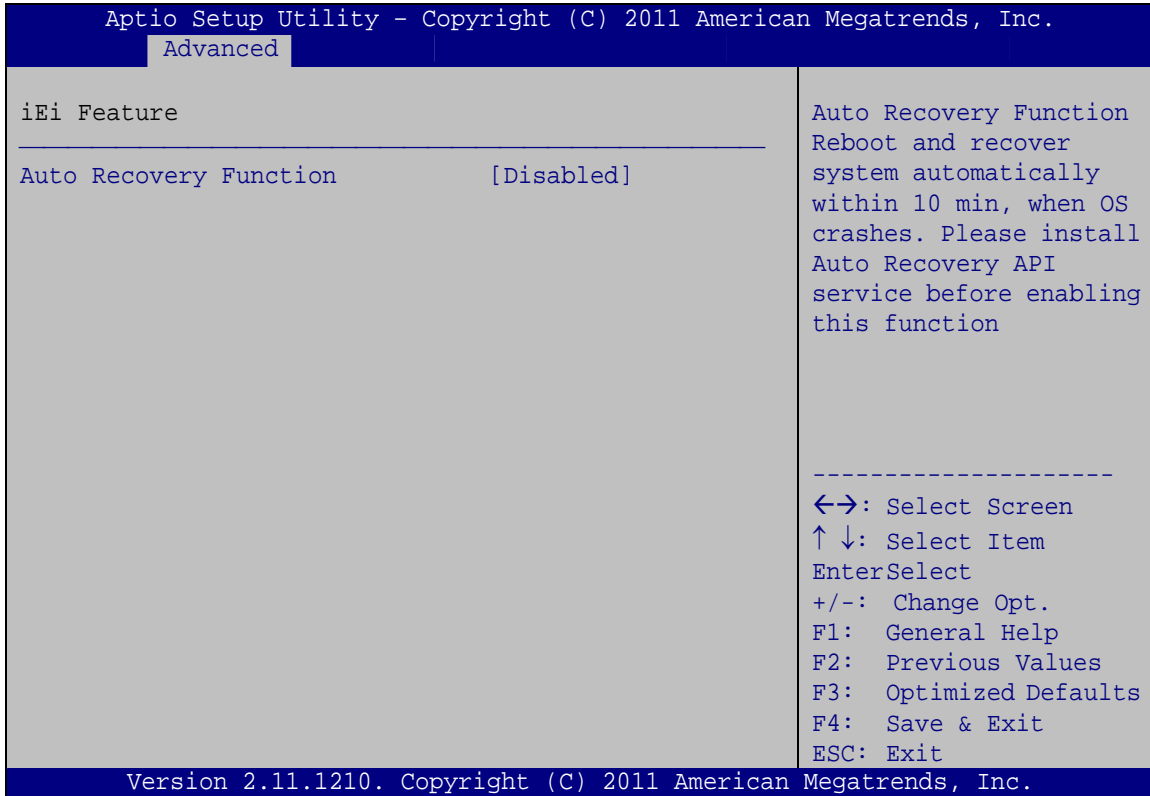 Aptio Setup Utility – Copyright (C) 2011 American Megatrends, Inc.
Advanced
iEi Feature
Auto Recovery Function [Disabled]
Auto Recovery Function
Reboot and recover
system automatically
within 10 min, when OS
crashes. Please install
Auto Recovery API
service before enabling
this function
---------------------
←→: Select Screen
↑ ↓: Select Item
EnterSelect
+/-: Change Opt.
F1: General Help
F2: Previous Values
F3: Optimized Defaults
F4: Save & Exit
ESC: Exit
Version 2.11.1210. Copyright (C) 2011 American Megatrends, Inc.